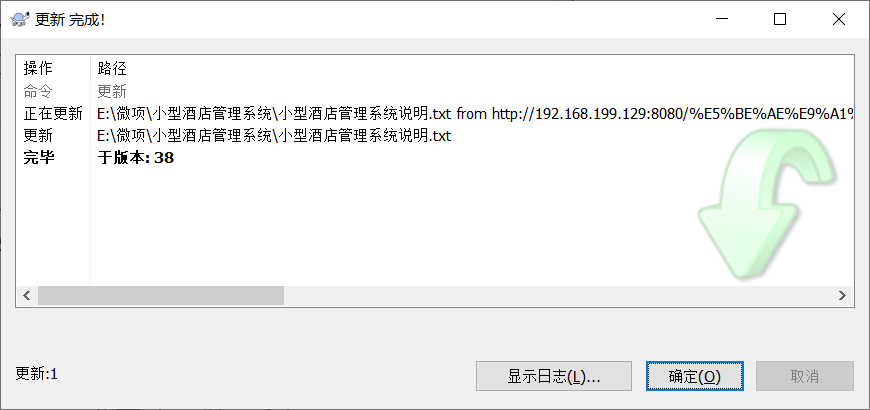 更新 完成!
操作 路径
命令 更新
正在更新 E:\微项\小型酒店管理系统\小型酒店管理系统说明.txt from http://192.168.199.129:8080/%E5%BE%AE%E9%A1%
更新 E:\微项\小型酒店管理系统\小型酒店管理系统说明.txt
完毕 于版本: 38
更新:1
显示日志(L)... 确定(O) 取消